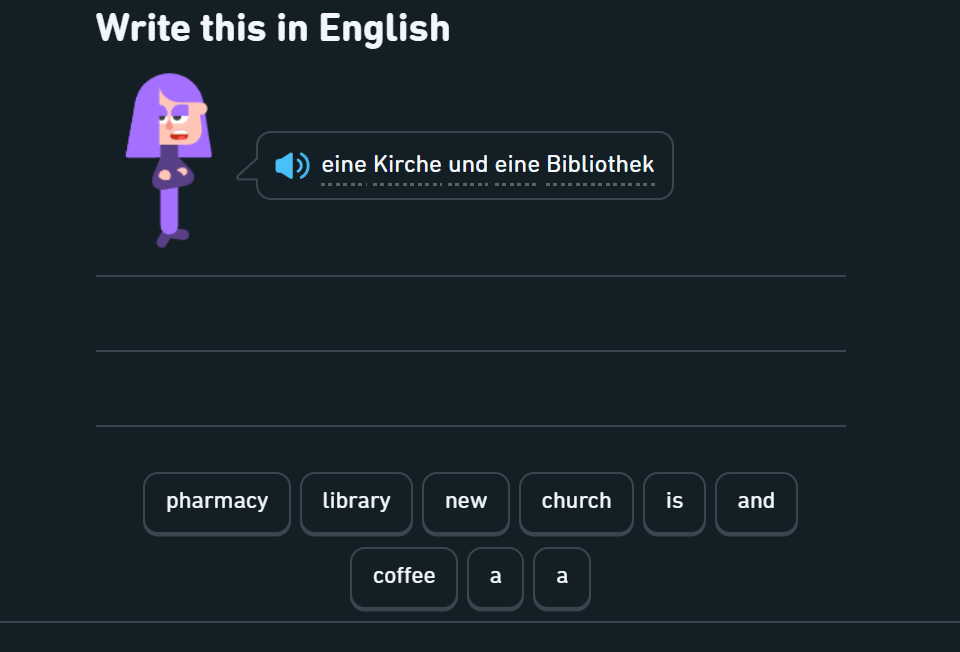 Write this in English
eine Kirche und eine Bibliothek
pharmacy library new church is and
coffee a a